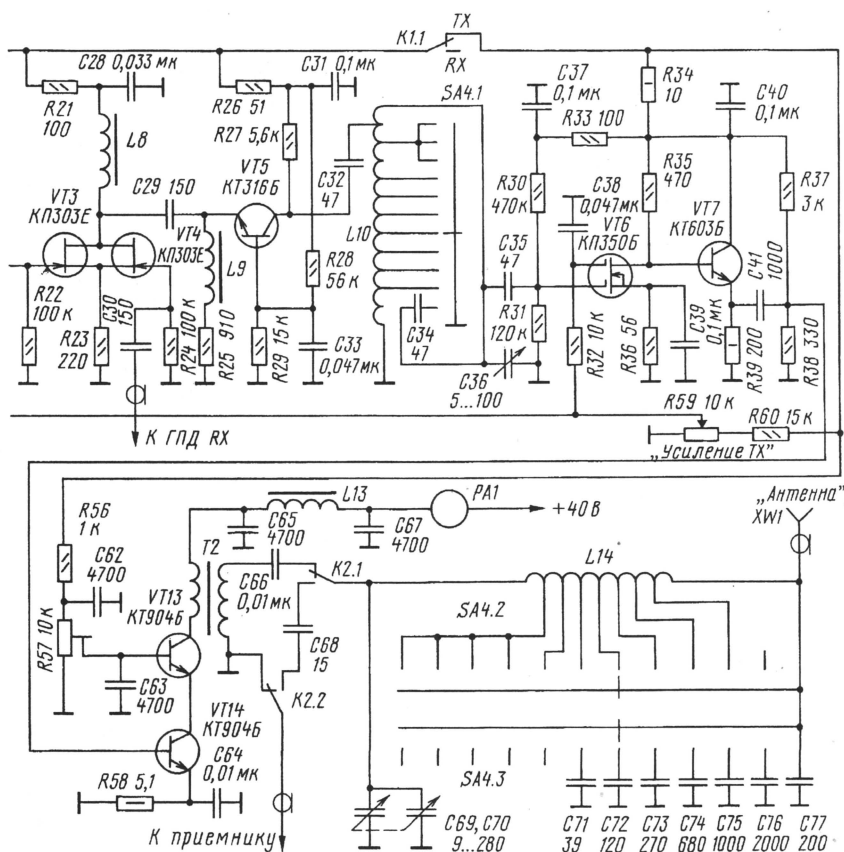 C28 0,033 мк
R21
100
L8
R26 51
C31 0,1 мк
R27 5,6к
K1.1
TX
RX
SA4.1
C37
0,1 мк
R34
10
C40
0,1 мк
R33 100
VT3
КП303Е
C29 150
VT5
КТ316Б
C32
47
R30
470к
C38
0,047мк
R35
470
R37
3 к
VT4
КП303Е
L9
R28
56 к
L10
C35
47
VT6
КП350Б
VT7
КТ603Б
C41
1000
R22
100 к
R23
220
C30
150
R24 100 к
R25 910
R29 15 к
C33
0,047мк
C34
47
R31
120 к
C36
5...100
R32 10 к
R36 56
C39
0,1 мк
R39 200
R38 330
К ГПД RX
R59 10 к
R60 15 к
„Усиление TX"
R56
1 к
C62
4700
R57 10 к
C63
4700
VT13
КТ904Б
T2
C65
4700
L13
C67
4700
PA1
+40 В
„Антенна"
XW1
C66
0,01 мк
K2.1
L14
SA4.2
C68
15
K2.2
VT14
КТ904Б
C64
0,01 мк
R58 5,1
К приемнику
SA4.3
C69, C70
9...280
C71
39
C72
120
C73
270
C74
680
C75
1000
C76
2000
C77
200